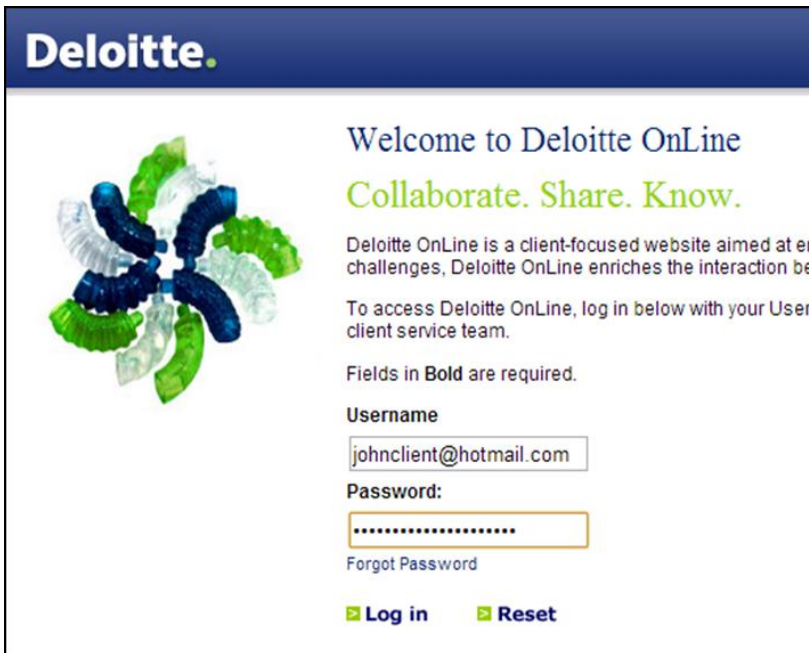 Deloitte.
Welcome to Deloitte OnLine
Collaborate. Share. Know.
Deloitte OnLine is a client-focused website aimed at
challenges, Deloitte OnLine enriches the interaction
To access Deloitte OnLine, log in below with your User
client service team.
Fields in Bold are required.
Username
johnclient@hotmail.com
Password:
•••••••••••••••••••••
Forgot Password
Log in
Reset